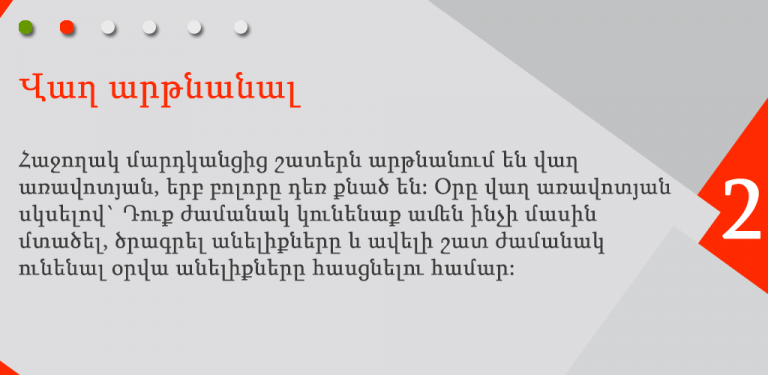 Վաղ արթնանալ
Հաջողակ մարդկանցից շատերն արթնանում են վաղ
առավոտյան, երբ բոլորը դեռ քնած են: Օրը վաղ առավոտյան
սկսելով` Դուք ժամանակ կունենաք ամեն ինչի մասին
մտածել, ծրագրել անելիքները և ավելի շատ ժամանակ
ունենալ օրվա անելիքները հասցնելու համար:
2